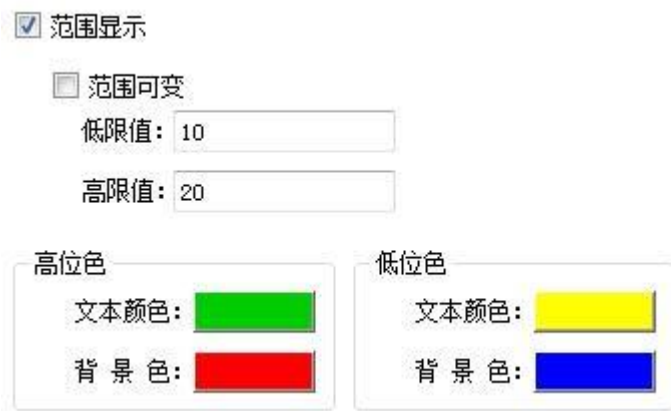 范围显示
范围可变
低限值：10
高限值：20
高位色 低位色
文本颜色： 文本颜色：
背 景 色： 背 景 色：